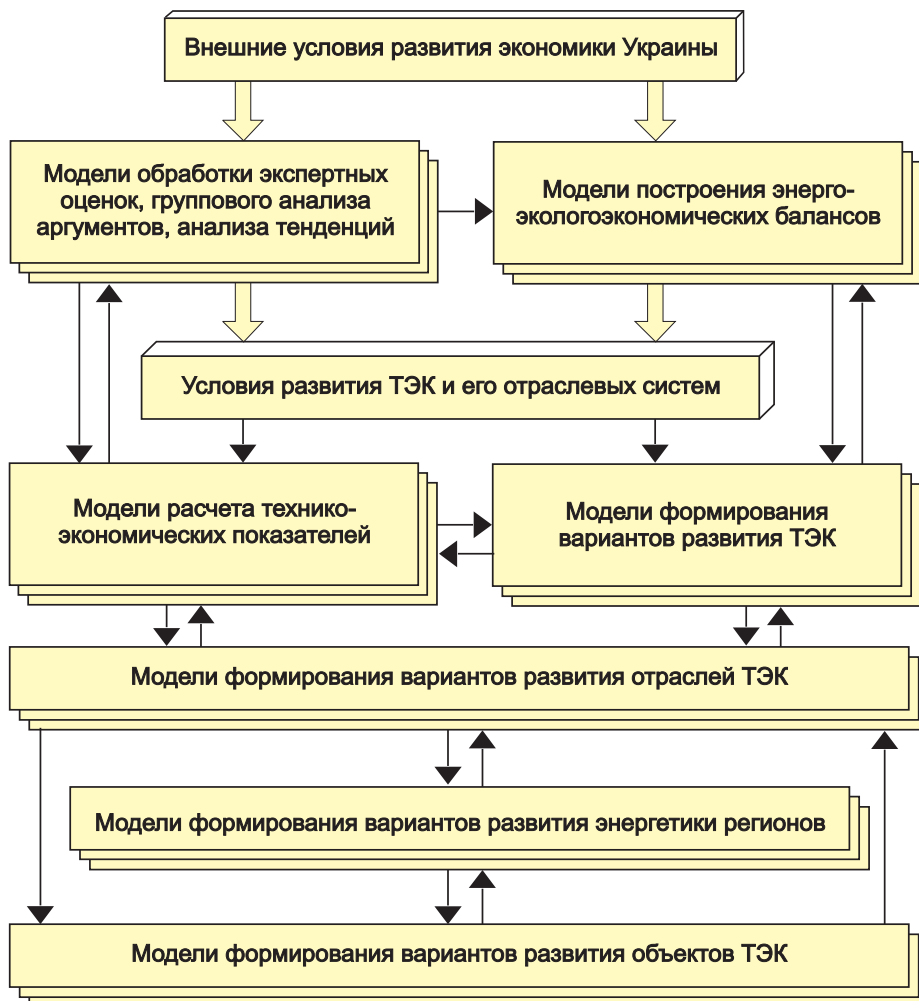 Внешние условия развития экономики Украины
Модели обработки экспертных
оценок, группового анализа
аргументов, анализа тенденций
Модели построения энерго-
экологоэкономических балансов
Условия развития ТЭК и его отраслевых систем
Модели расчета технико-
экономических показателей
Модели формирования
вариантов развития ТЭК
Модели формирования вариантов развития отраслей ТЭК
Модели формирования вариантов развития энергетики регионов
Модели формирования вариантов развития объектов ТЭК